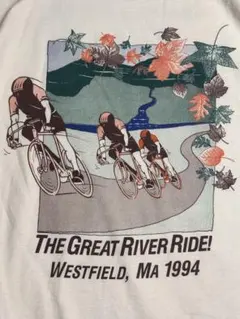 THE GREAT RIVER RIDE!
WESTFIELD, MA 1994